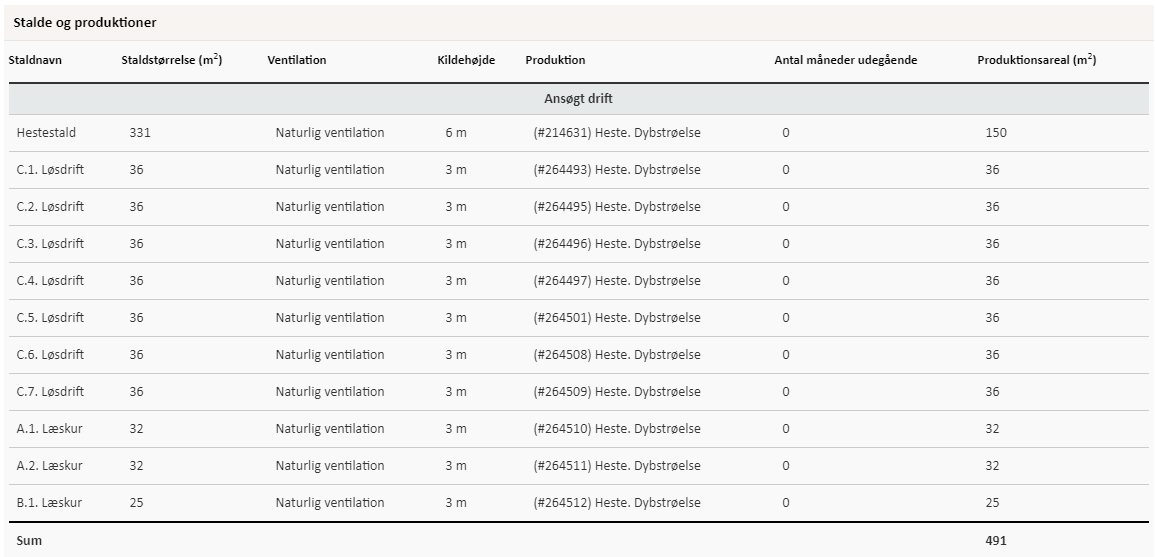 Stalde og produktioner
Staldnavn Staldstørrelse (m²) Ventilation Kildehøjde Produktion Antal måneder udegående Produktionsareal (m²)
Ansøgt drift
Hestestald 331 Naturlig ventilation 6 m (#214631) Heste. Dybstrøelse 0 150
C.1. Løsdrift 36 Naturlig ventilation 3 m (#264493) Heste. Dybstrøelse 0 36
C.2. Løsdrift 36 Naturlig ventilation 3 m (#264495) Heste. Dybstrøelse 0 36
C.3. Løsdrift 36 Naturlig ventilation 3 m (#264496) Heste. Dybstrøelse 0 36
C.4. Løsdrift 36 Naturlig ventilation 3 m (#264497) Heste. Dybstrøelse 0 36
C.5. Løsdrift 36 Naturlig ventilation 3 m (#264501) Heste. Dybstrøelse 0 36
C.6. Løsdrift 36 Naturlig ventilation 3 m (#264508) Heste. Dybstrøelse 0 36
C.7. Løsdrift 36 Naturlig ventilation 3 m (#264509) Heste. Dybstrøelse 0 36
A.1. Læskur 32 Naturlig ventilation 3 m (#264510) Heste. Dybstrøelse 0 32
A.2. Læskur 32 Naturlig ventilation 3 m (#264511) Heste. Dybstrøelse 0 32
B.1. Læskur 25 Naturlig ventilation 3 m (#264512) Heste. Dybstrøelse 0 25
Sum 491